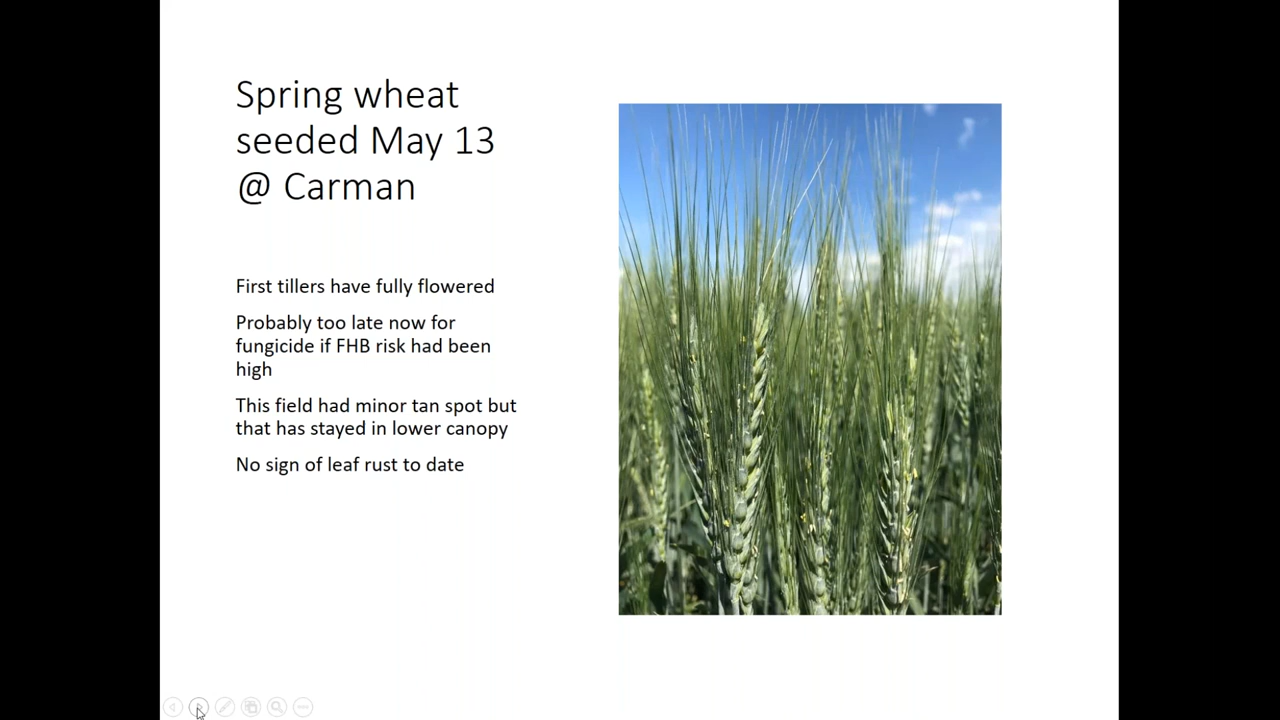 Spring wheat
seeded May 13
@ Carman
First tillers have fully flowered
Probably too late now for
fungicide if FHB risk had been
high
This field had minor tan spot but
that has stayed in lower canopy
No sign of leaf rust to date